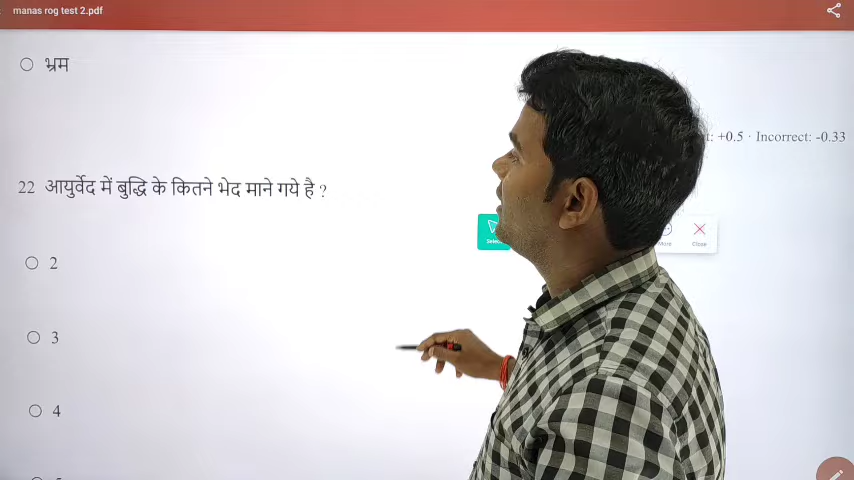 manas rog test 2.pdf
भ्रम
+0.5 · Incorrect: -0.33
22 आयुर्वेद में बुद्धि के कितने भेद माने गये है ?
More
Close
2
3
4